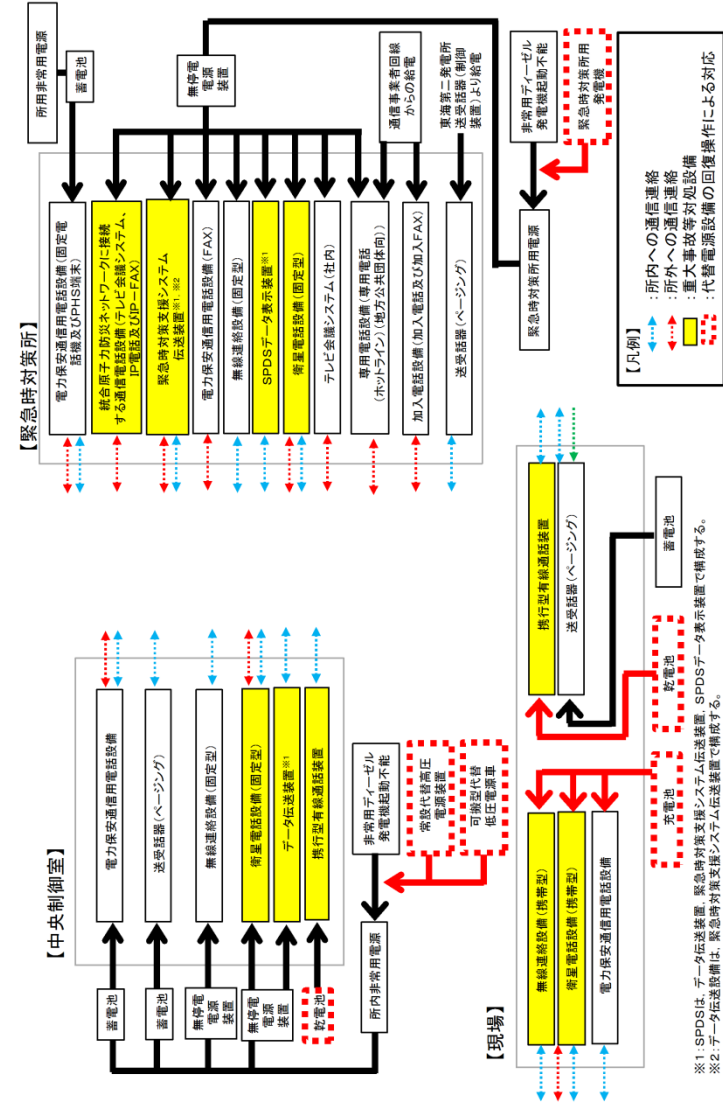 【中央制御室】
電力保安通信用電話設備
送受話器(ページング)
無線連絡設備(固定型)
衛星電話設備(固定型)
データ伝送装置※1
携行型有線通話装置
蓄電池
蓄電池
無停電
電源
装置
無停電
電源
装置
乾電池
所内非常用電源
非常用ディーゼル
発電機起動不能
常設代替高圧
電源装置
可搬型代替
低圧電源車
【緊急時対策所】
電力保安通信用電話設備(固定電
話機及びPHS端末)
統合原子力防災ネットワークに接続
する通信電話設備(テレビ会議システム、
IP電話及びIP-FAX)
緊急時対策支援システム
伝送装置※1、※2
電力保安通信用電話設備(FAX)
無線連絡設備(固定型)
SPDSデータ表示装置※1
衛星電話設備(固定型)
テレビ会議システム(社内)
専用電話設備(専用電話
(ホットライン)(地方公共団体向)
加入電話設備(加入電話及び加入FAX)
送受話器(ページング)
所用非常用電源
蓄電池
無停電
電源
装置
通信事業者回線
からの給電
東海第二発電所
送受話器(制御
装置)より給電
非常用ディーゼル
発電機起動不能
緊急時対策所用
発電機
緊急時対策所用電源
【現場】
無線連絡設備(携帯型)
衛星電話設備(携帯型)
電力保安通信用電話設備
携行型有線通話装置
送受話器(ページング)
充電池
乾電池
蓄電池
【凡例】
:所内への通信連絡
:所外への通信連絡
:重大事故等対処設備
:代替電源設備の回復操作による対応
※1:SPDSは、データ伝送装置、緊急時対策支援システム伝送装置、SPDSデータ表示装置で構成する。
※2:データ伝送設備は、緊急時対策支援システム伝送装置で構成する。